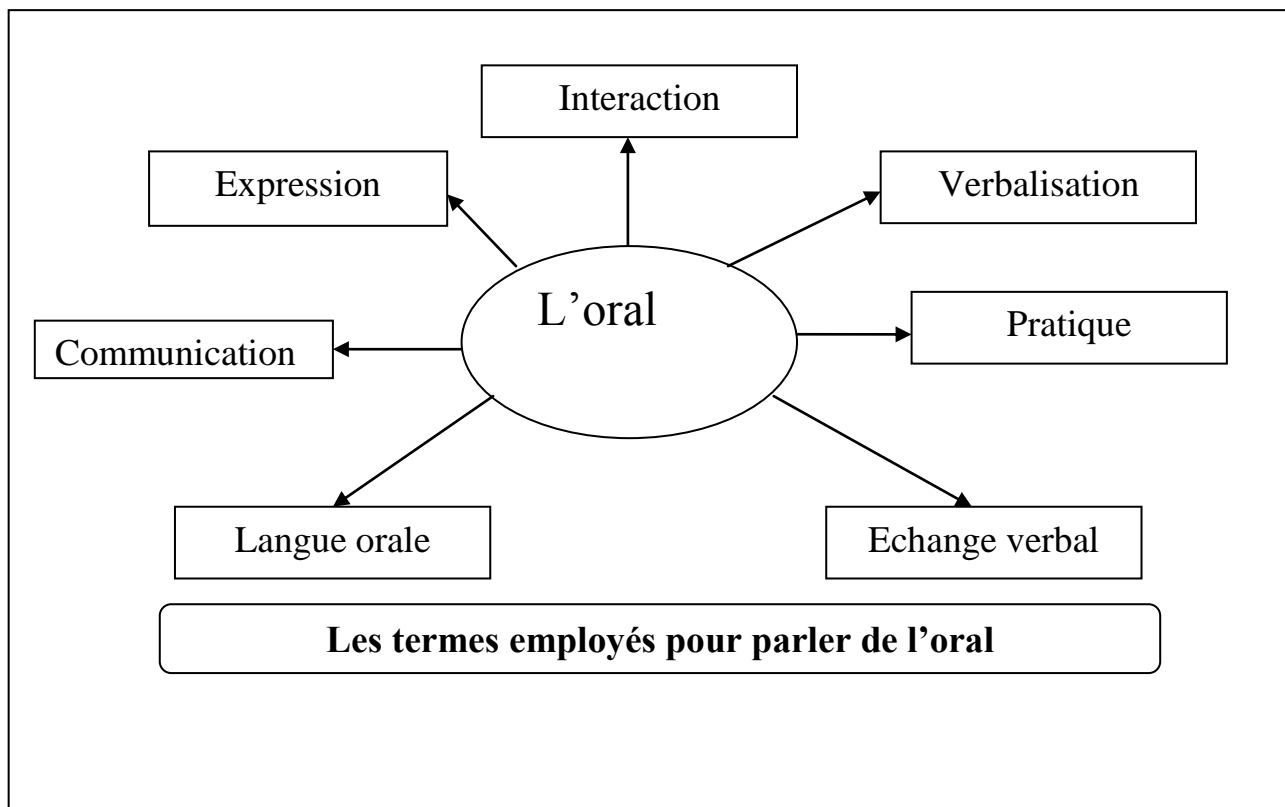 Interaction
Expression
Verbalisation
L’oral
Pratique
Communication
Langue orale
Echange verbal
Les termes employés pour parler de l’oral